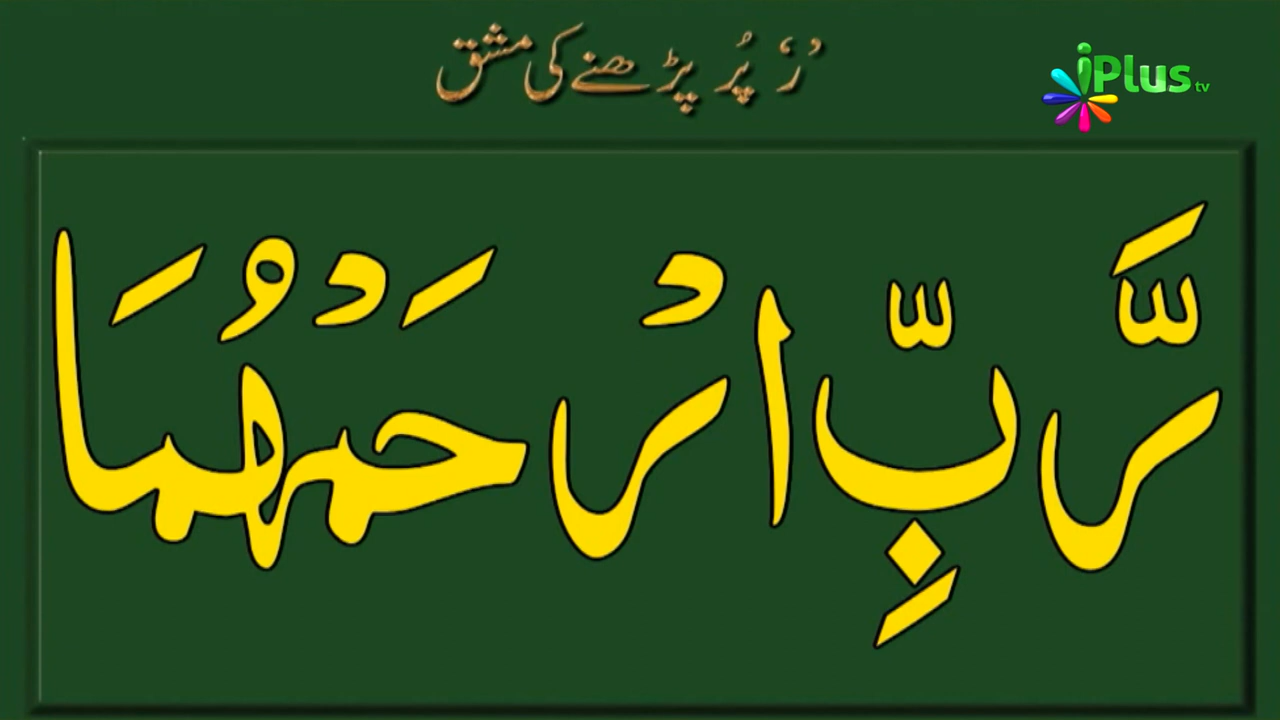 رْ، پُر پڑھنے کی مشق
iPlus tv
رَّبِّ ارْحَمْهُمَا